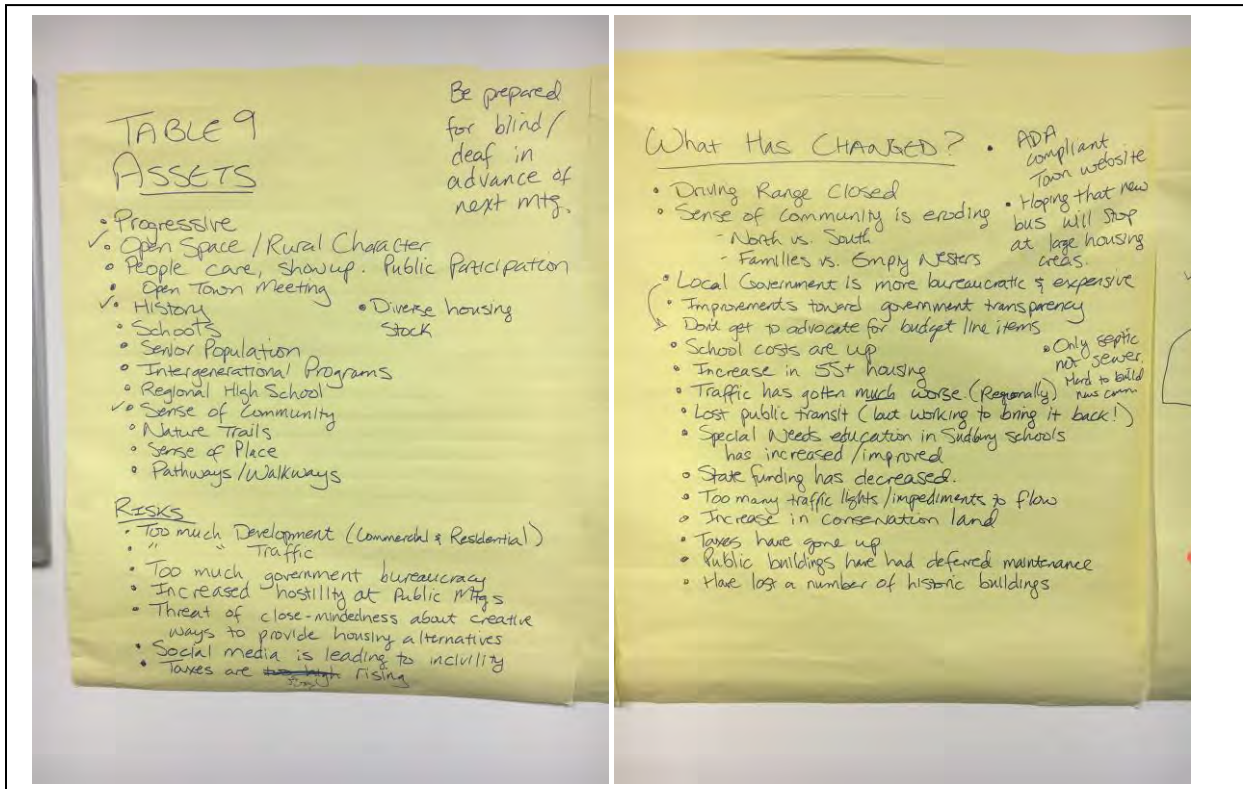 TABLE 9
ASSETS
Be prepared
for blind/
deaf in
advance of
next mtg.
• Progressive
✓• Open Space / Rural Character
• People care, show up. Public Participation
• Open Town Meeting
✓• History
• Diverse housing
stock
• Schools
• Senior Population
• Intergenerational Programs
• Regional High School
✓• Sense of Community
• Nature Trails
• Sense of Place
• Pathways/Walkways
RISKS
• Too much Development (Commercial & Residential)
• " " Traffic
• Too much government bureaucracy
• Increased hostility at Public Mtgs
• Threat of close-mindedness about creative
ways to provide housing alternatives
• Social media is leading to incivility
• Taxes are too high rising
What Has CHANGED?
• ADA
compliant
Town website
• Hoping that new
bus will stop
at large housing
areas.
• Driving Range Closed
• Sense of Community is eroding
- North vs. South
- Families vs. Empty Nesters
• Local Government is more bureaucratic & expensive
• Improvements toward government transparency
Don't get to advocate for budget line items
• School costs are up
• Increase in 55+ housing
• Only septic
not sewer.
Hard to build
• Traffic has gotten much worse. (Regionally)
• Lost public transit (but working to bring it back!)
• Special Needs education in Sudbury schools
has increased/improved
• State funding has decreased.
• Too many traffic lights/impediments to flow
• Increase in conservation land
• Taxes have gone up
• Public buildings have had deferred maintenance
• Have lost a number of historic buildings